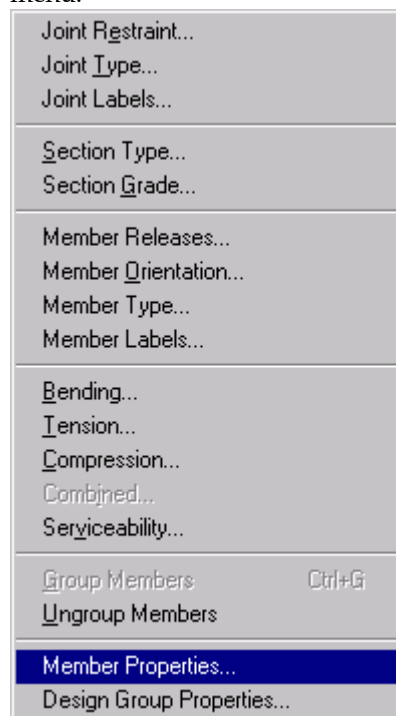 menu.
Joint Restraint...
Joint Type...
Joint Labels...
Section Type...
Section Grade...
Member Releases...
Member Orientation...
Member Type...
Member Labels...
Bending...
Tension...
Compression...
Combined...
Serviceability...
Group Members Ctrl+G
Ungroup Members
Member Properties...
Design Group Properties...